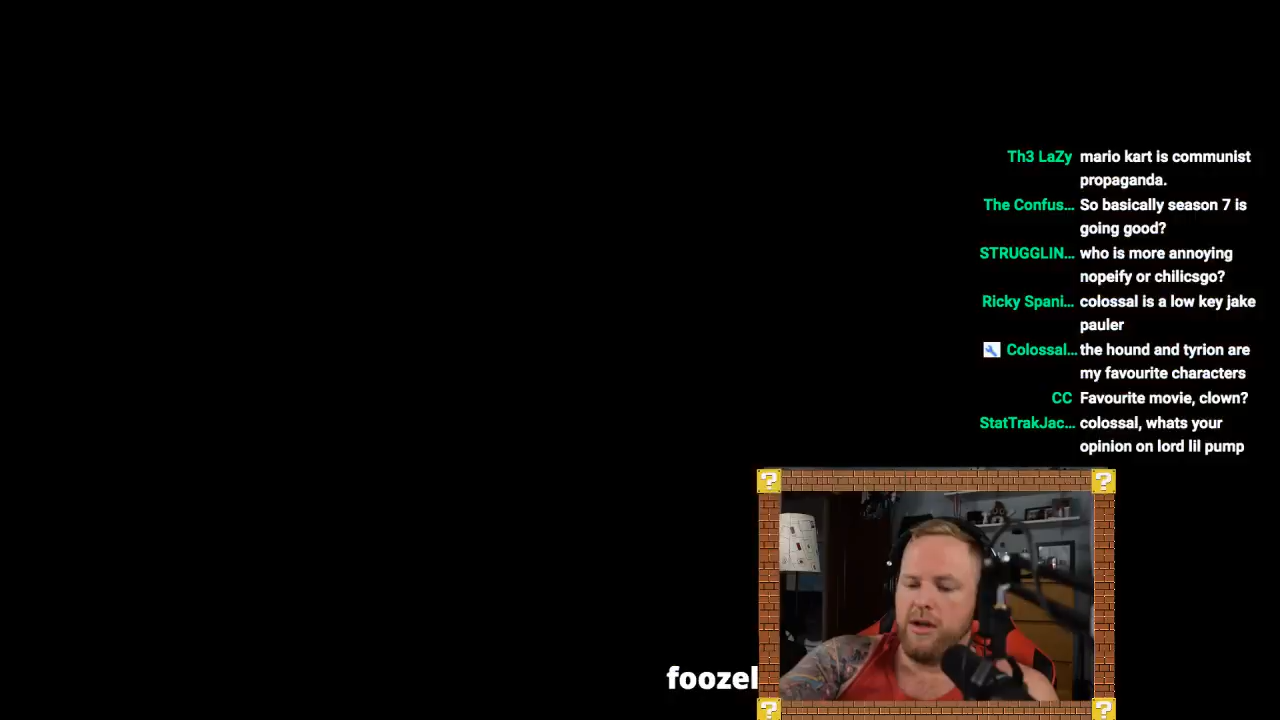 Th3 LaZy mario kart is communist
propaganda.
The Confus... So basically season 7 is
going good?
STRUGGLIN... who is more annoying
nopeify or chilicsgo?
Ricky Spani... colossal is a low key jake
pauler
Colossal... the hound and tyrion are
my favourite characters
CC Favourite movie, clown?
StatTrakJac... colossal, whats your
opinion on lord lil pump
? ?
foozel
? ?